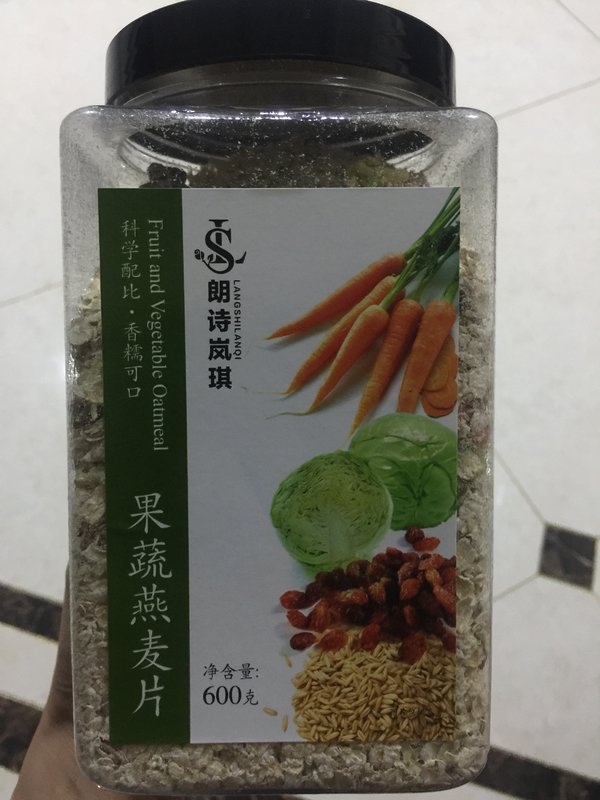 Fruit and Vegetable Oatmeal
科学配比·香糯可口
果蔬燕麦片
LS
朗诗岚琪
LANGSHILANQI
净含量:
600克